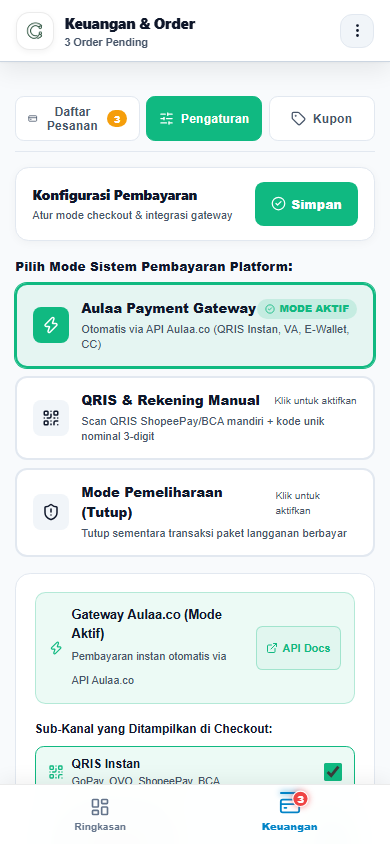 Keuangan & Order
3 Order Pending
Daftar
Pesanan
3
Pengaturan
Kupon
Konfigurasi Pembayaran
Atur mode checkout & integrasi gateway
Simpan
Pilih Mode Sistem Pembayaran Platform:
Aulaa Payment Gateway
MODE AKTIF
Otomatis via API Aulaa.co (QRIS Instan, VA, E-Wallet,
CC)
QRIS & Rekening Manual
Klik untuk aktifkan
Scan QRIS ShopeePay/BCA mandiri + kode unik
nominal 3-digit
Mode Pemeliharaan
(Tutup)
Klik untuk
aktifkan
Tutup sementara transaksi paket langganan berbayar
Gateway Aulaa.co (Mode
Aktif)
Pembayaran instan otomatis via
API Aulaa.co
API Docs
Sub-Kanal yang Ditampilkan di Checkout:
QRIS Instan
GoPay, OVO, ShopeePay, BCA
Ringkasan
3
Keuangan